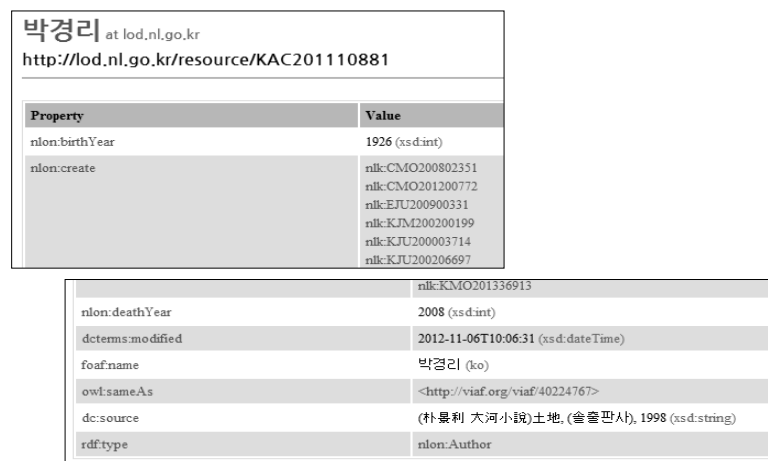 박경리 at lod.nl.go.kr
http://lod.nl.go.kr/resource/KAC201110881
Property Value
nlon:birthYear 1926 (xsd:int)
nlon:create nlk:CMO200802351
nlk:CMO201200772
nlk:EJU200900331
nlk:KJM200200199
nlk:KJU200003714
nlk:KJU200206697
nlk:KMO201336913
nlon:deathYear 2008 (xsd:int)
dcterms:modified 2012-11-06T10:06:31 (xsd:dateTime)
foaf:name 박경리 (ko)
owl:sameAs <http://viaf.org/viaf/40224767>
dc:source (朴景利 大河小說)土地, (솔출판사), 1998 (xsd:string)
rdf:type nlon:Author